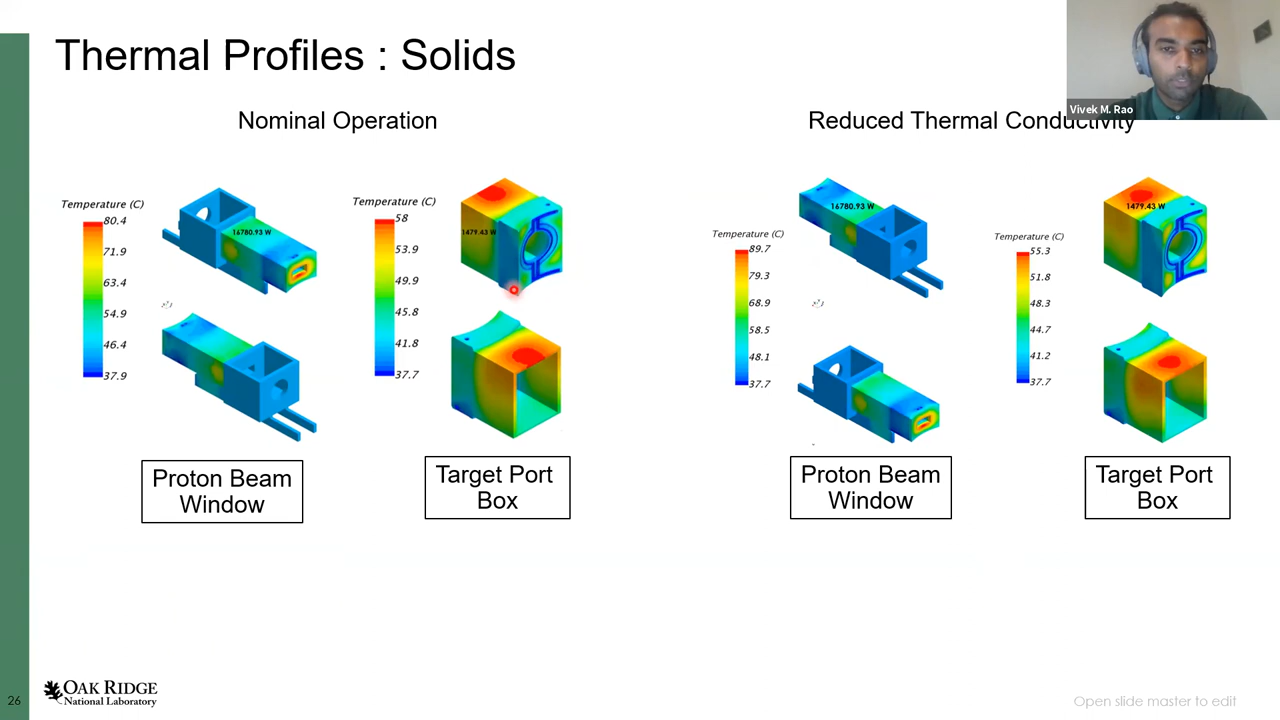 Thermal Profiles : Solids
Vivek M. Rao
Nominal Operation
Reduced Thermal Conductivity
Temperature (C)
80.4
71.9
63.4
54.9
46.4
37.9
16780.93 W
Temperature (C)
58
53.9
49.9
45.8
41.8
37.7
1479.43 W
Temperature (C)
89.7
79.3
68.9
58.5
48.1
37.7
16780.93 W
Temperature (C)
55.3
51.8
48.3
44.7
41.2
37.7
1479.43 W
Proton Beam
Window
Target Port
Box
Proton Beam
Window
Target Port
Box
26
OAK RIDGE
National Laboratory
Open slide master to edit